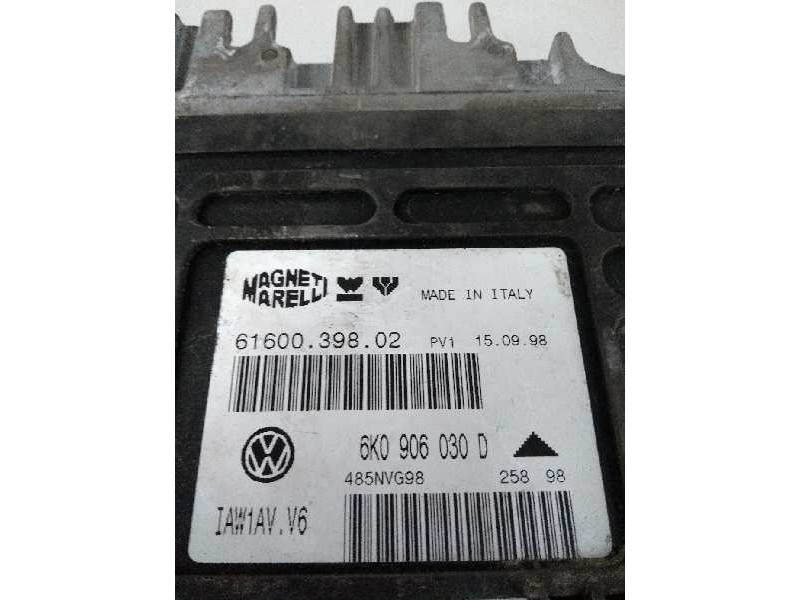 MAGNETI MARELLI MADE IN ITALY
61600.398.02 PV1 15.09.98
6K0 906 030 D
485NVG98 258 98
IAW1AV.V6